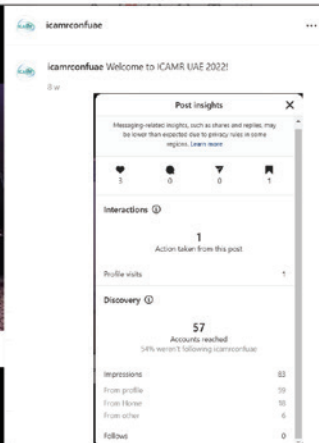 icamrconfuae
icamrconfuae Welcome to ICAMR UAE 2022!
8 w
Post insights
Messaging-related insights, such as shares and replies, may
be lower than expected due to privacy rules in some
regions. Learn more
3 0 0 1
Interactions
1
Action taken from this post
Profile visits 1
Discovery
57
Accounts reached
54% weren't following icamrconfuae
Impressions 83
From profile 59
From Home
From other 6
Follows 0